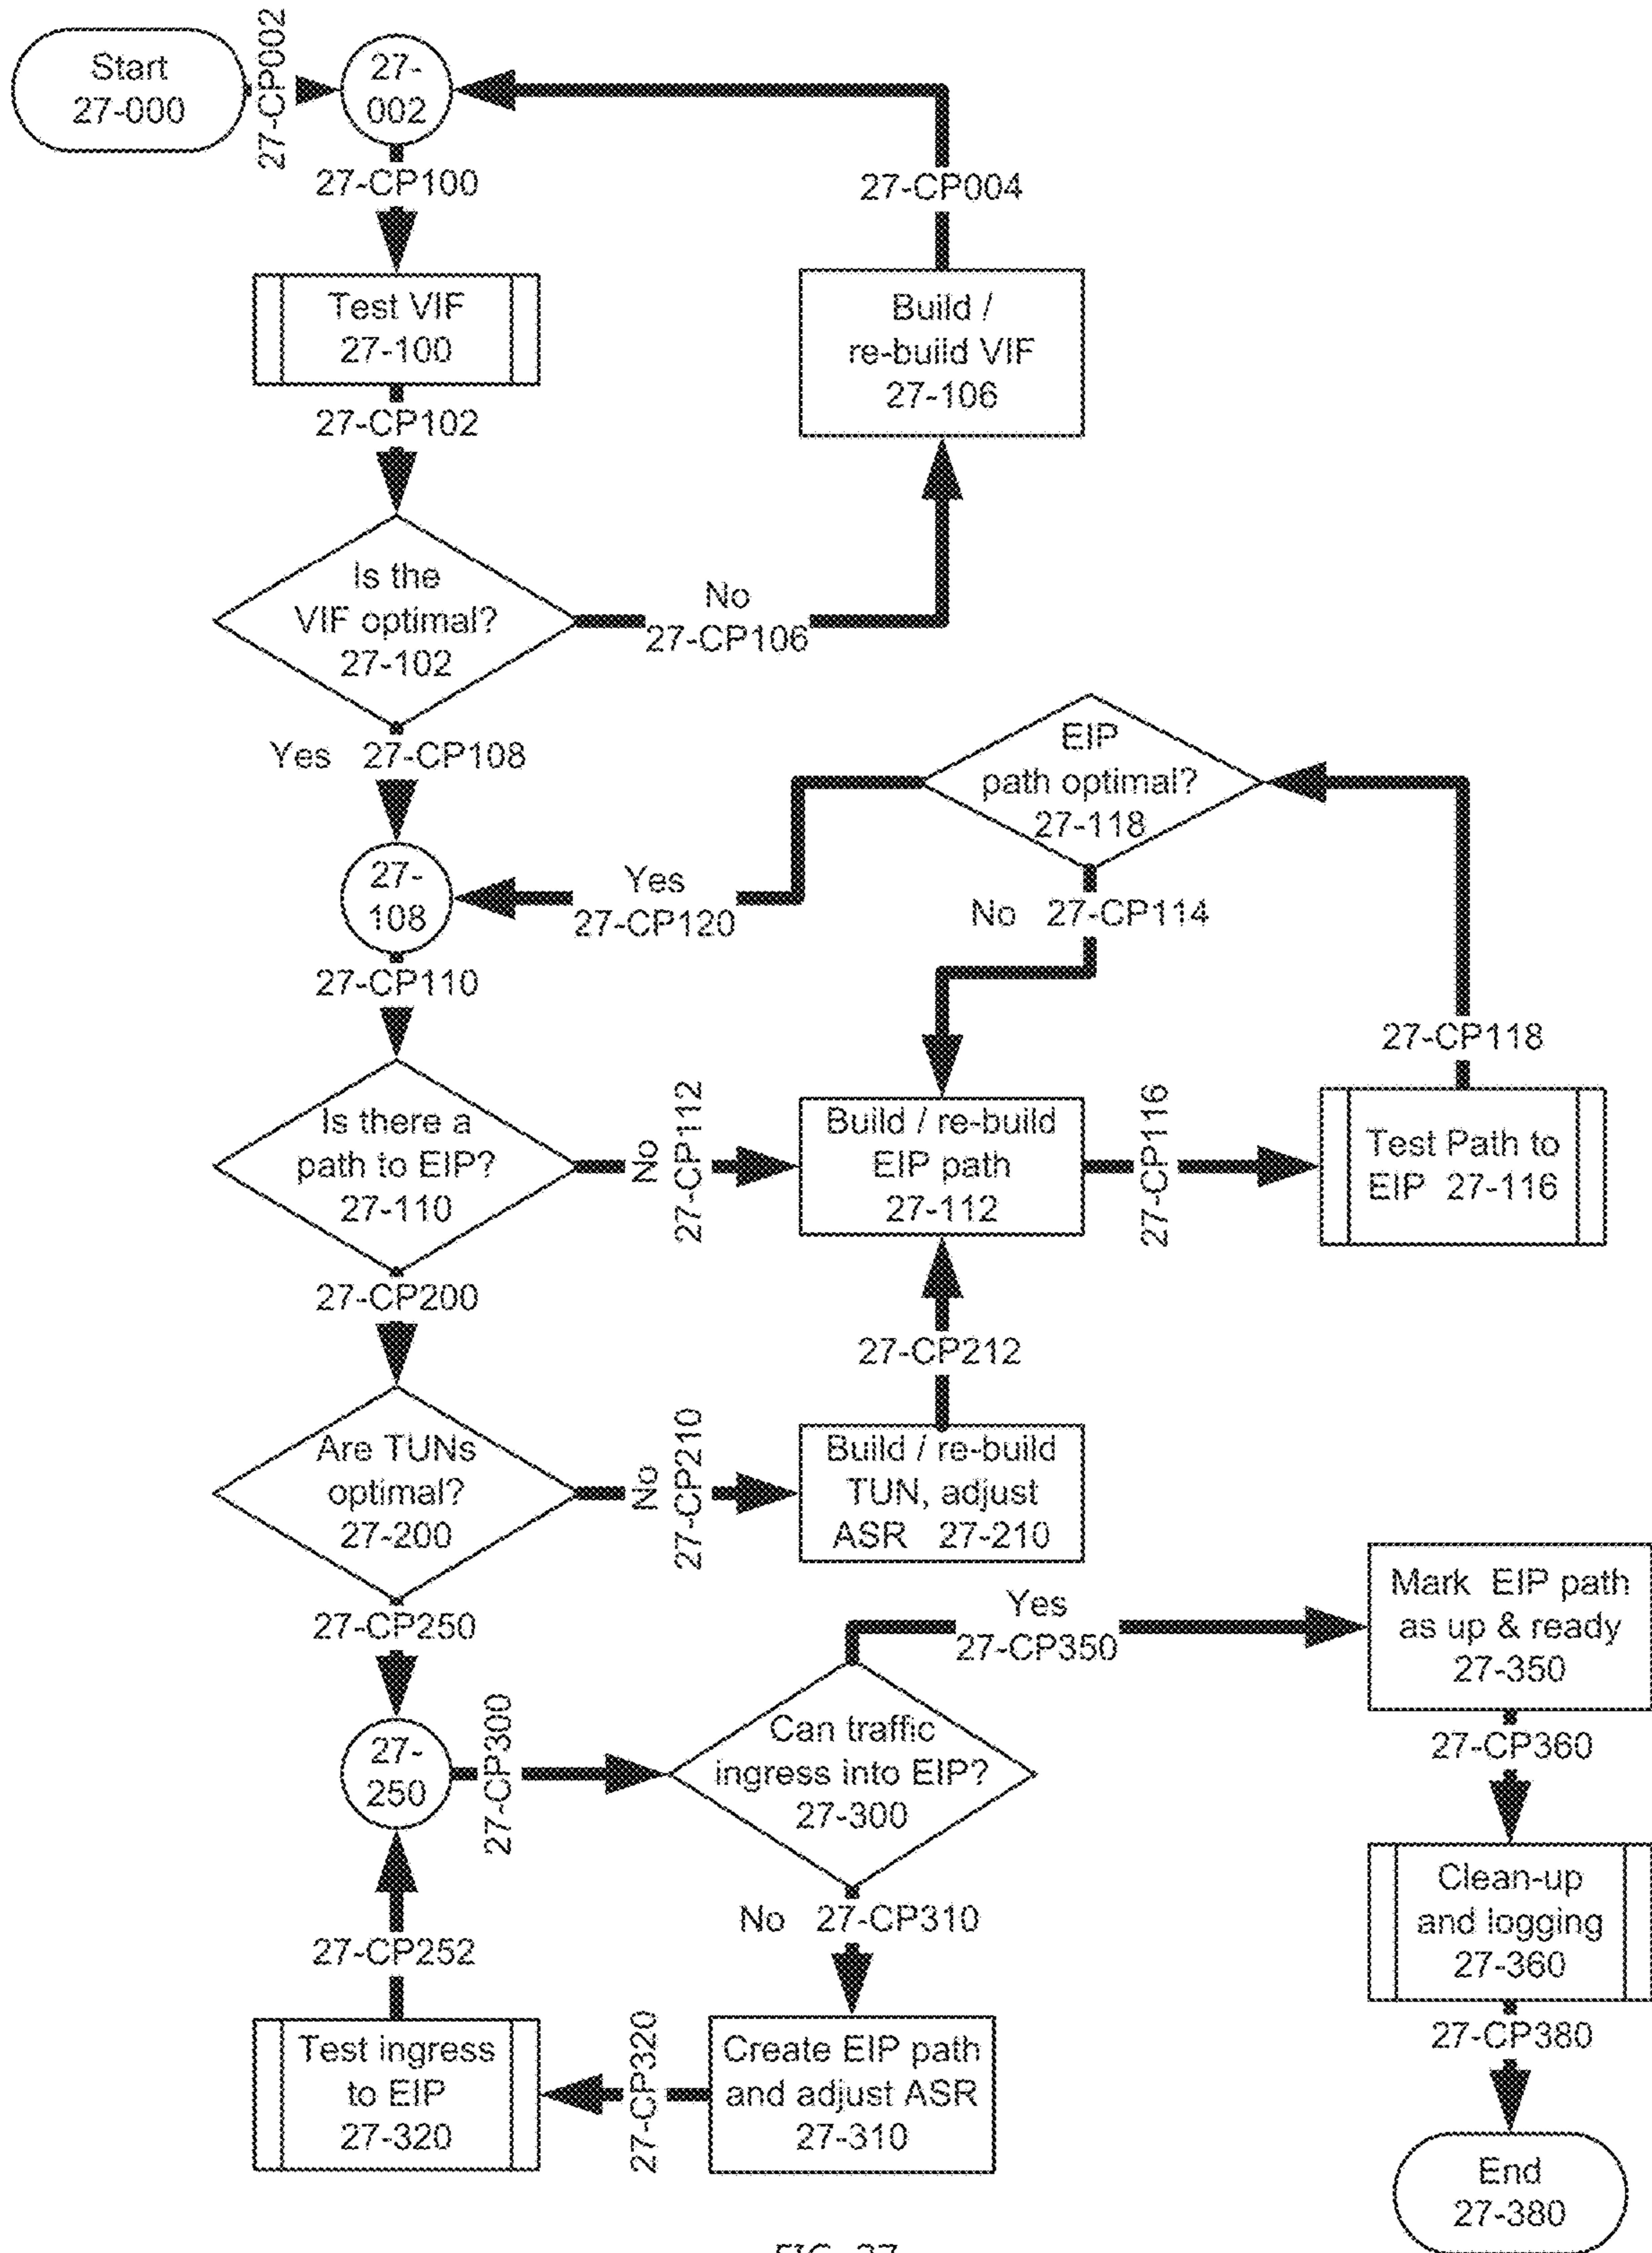 Start
27-000
27-CP002
27-
002
27-CP100
27-CP004
Test VIF
27-100
Build /
re-build VIF
27-106
27-CP102
Is the
VIF optimal?
27-102
No
27-CP106
Yes 27-CP108
EIP
path optimal?
27-118
27-
108
Yes
27-CP120
No 27-CP114
27-CP110
27-CP118
Is there a
path to EIP?
27-110
No
27-CP112
Build / re-build
EIP path
27-112
27-CP116
Test Path to
EIP 27-116
27-CP200
27-CP212
Are TUNs
optimal?
27-200
No
27-CP210
Build / re-build
TUN, adjust
ASR 27-210
Mark EIP path
as up & ready
27-350
27-CP250
Yes
27-CP350
27-
250
27-CP300
Can traffic
ingress into EIP?
27-300
27-CP360
No 27-CP310
Clean-up
and logging
27-360
27-CP252
27-CP380
Test ingress
to EIP
27-320
27-CP320
Create EIP path
and adjust ASR
27-310
End
27-380